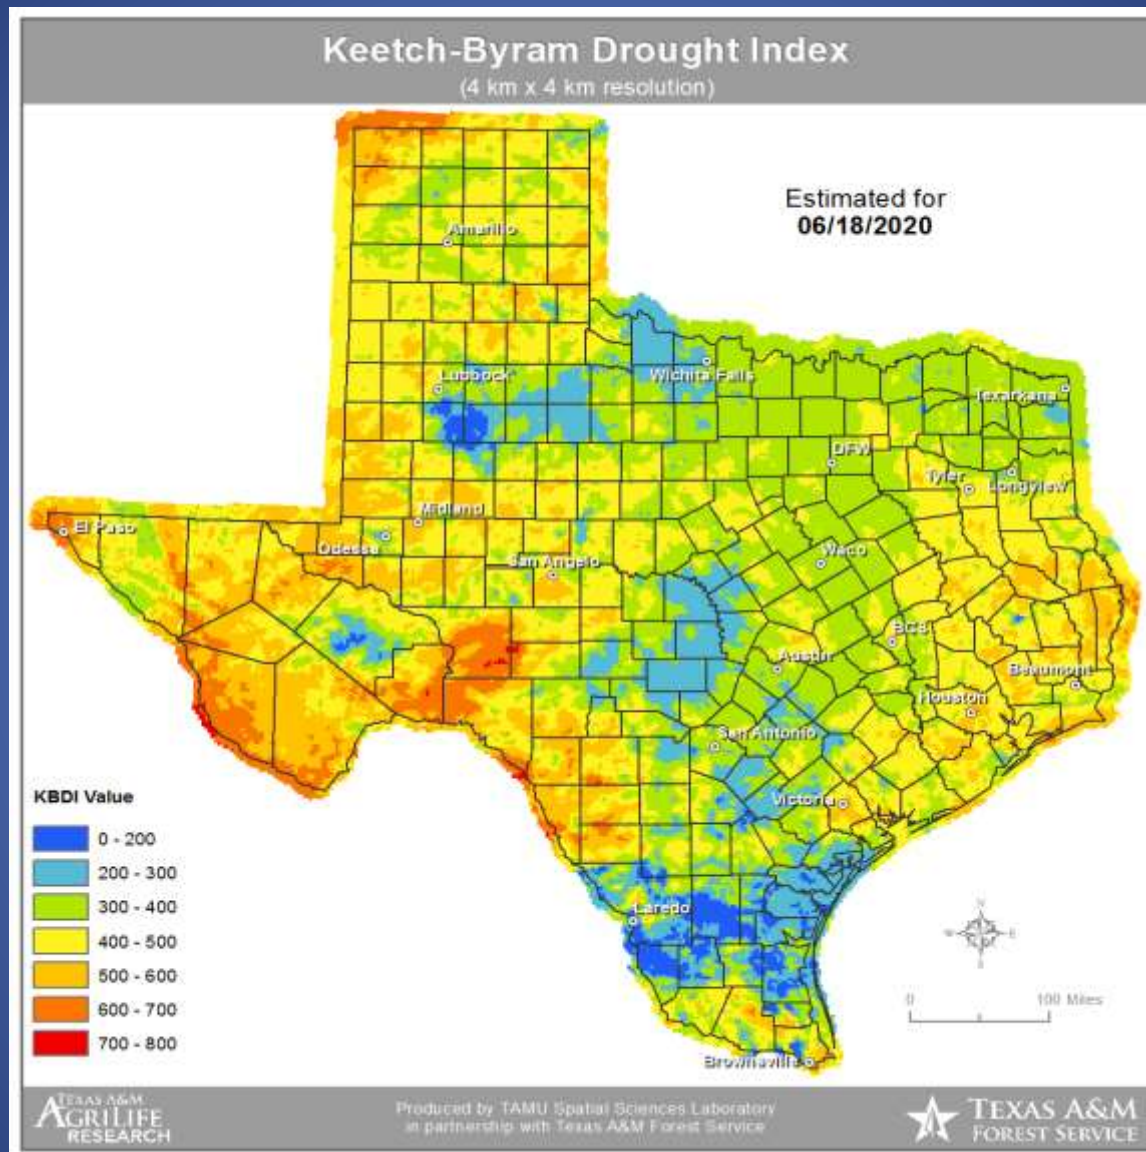 Keetch-Byram Drought Index
(4 km x 4 km resolution)
Estimated for
06/18/2020
Amarillo
Lubbock
Wichita Falls
Texarkana
DFW
Tyler
Longview
El Paso
Midland
Odessa
San Angelo
Waco
BCS
Austin
Beaumont
Houston
San Antonio
Victoria
Laredo
Brownsville
KBDI Value
0 - 200
200 - 300
300 - 400
400 - 500
500 - 600
600 - 700
700 - 800
N
W
E
S
0 100 Miles
TEXAS A&M
AGRILIFE
RESEARCH
Produced by TAMU Spatial Sciences Laboratory
in partnership with Texas A&M Forest Service
TEXAS A&M
FOREST SERVICE